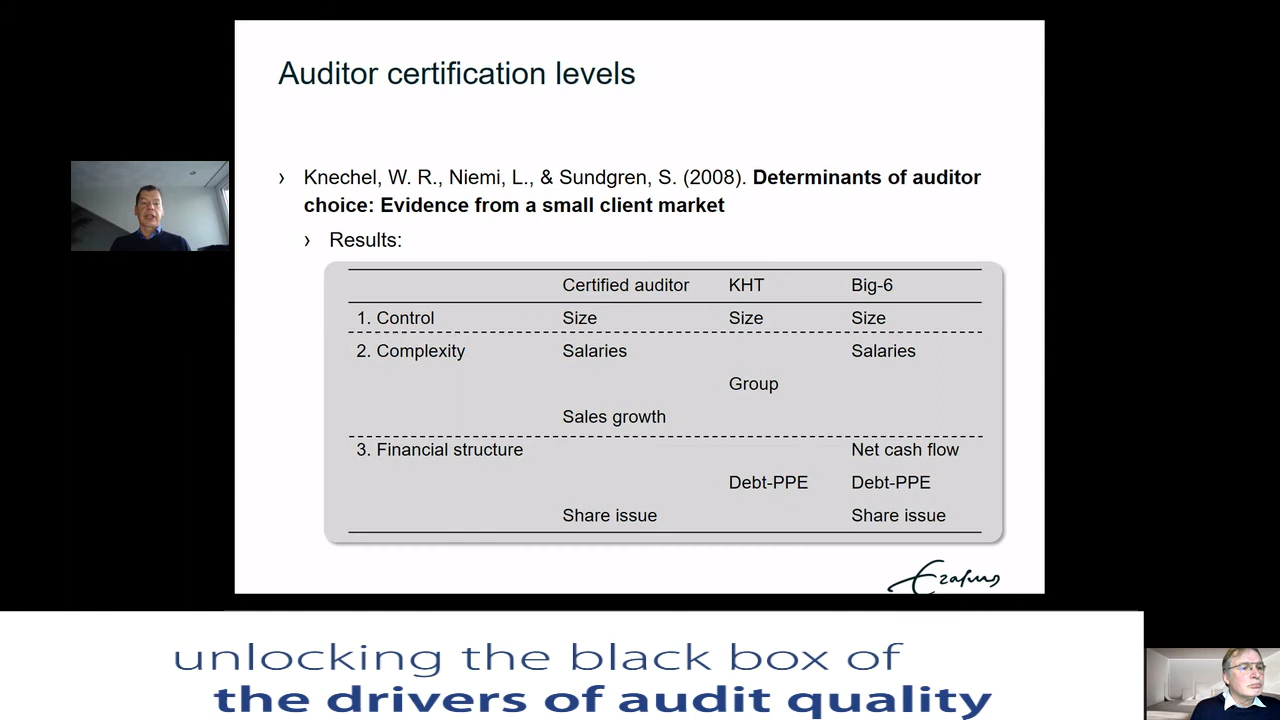 Auditor certification levels
› Knechel, W. R., Niemi, L., & Sundgren, S. (2008). Determinants of auditor
choice: Evidence from a small client market
› Results:
Certified auditor KHT Big-6
1. Control Size Size Size
2. Complexity Salaries Salaries
Group
Sales growth
3. Financial structure Net cash flow
Debt-PPE Debt-PPE
Share issue Share issue
Erasmus
unlocking the black box of
the drivers of audit quality